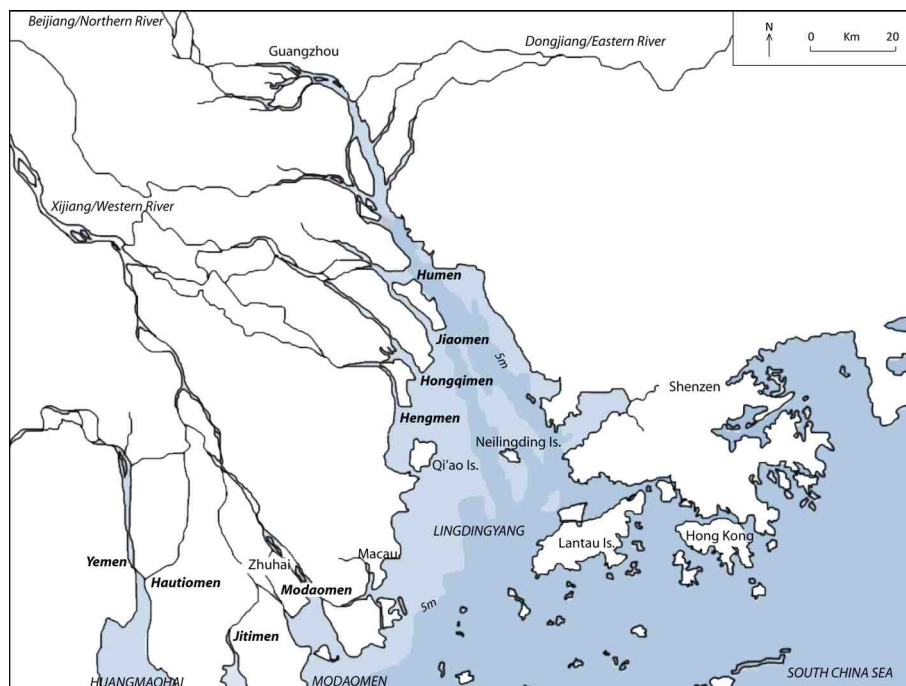 Beijiang/Northern River
Guangzhou
Dongjiang/Eastern River
0 Km 20
N
Xijiang/Western River
Humen
Jiaomen
5m
Hongqimen
Shenzen
Hengmen
Neilingding Is.
Qi'ao Is.
LINGDINGYANG
Lantau Is.
Hong Kong
Macau
Zhuhai
Yemen
Hautiomen
Modaomen
5m
Jitimen
HUANGMAOHAI
MODAOMEN
SOUTH CHINA SEA